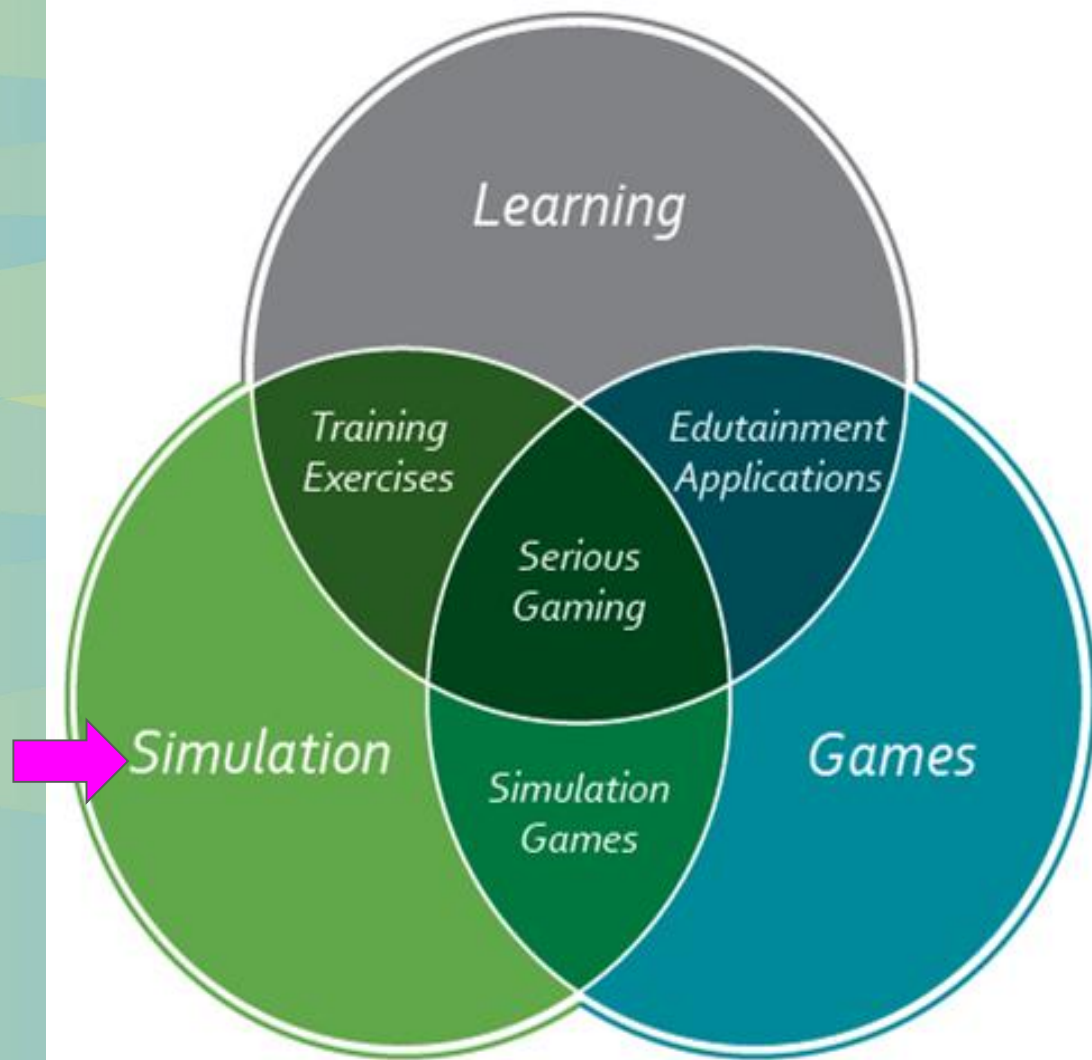 Learning
Training
Exercises
Edutainment
Applications
Serious
Gaming
Simulation
Games
Simulation
Games